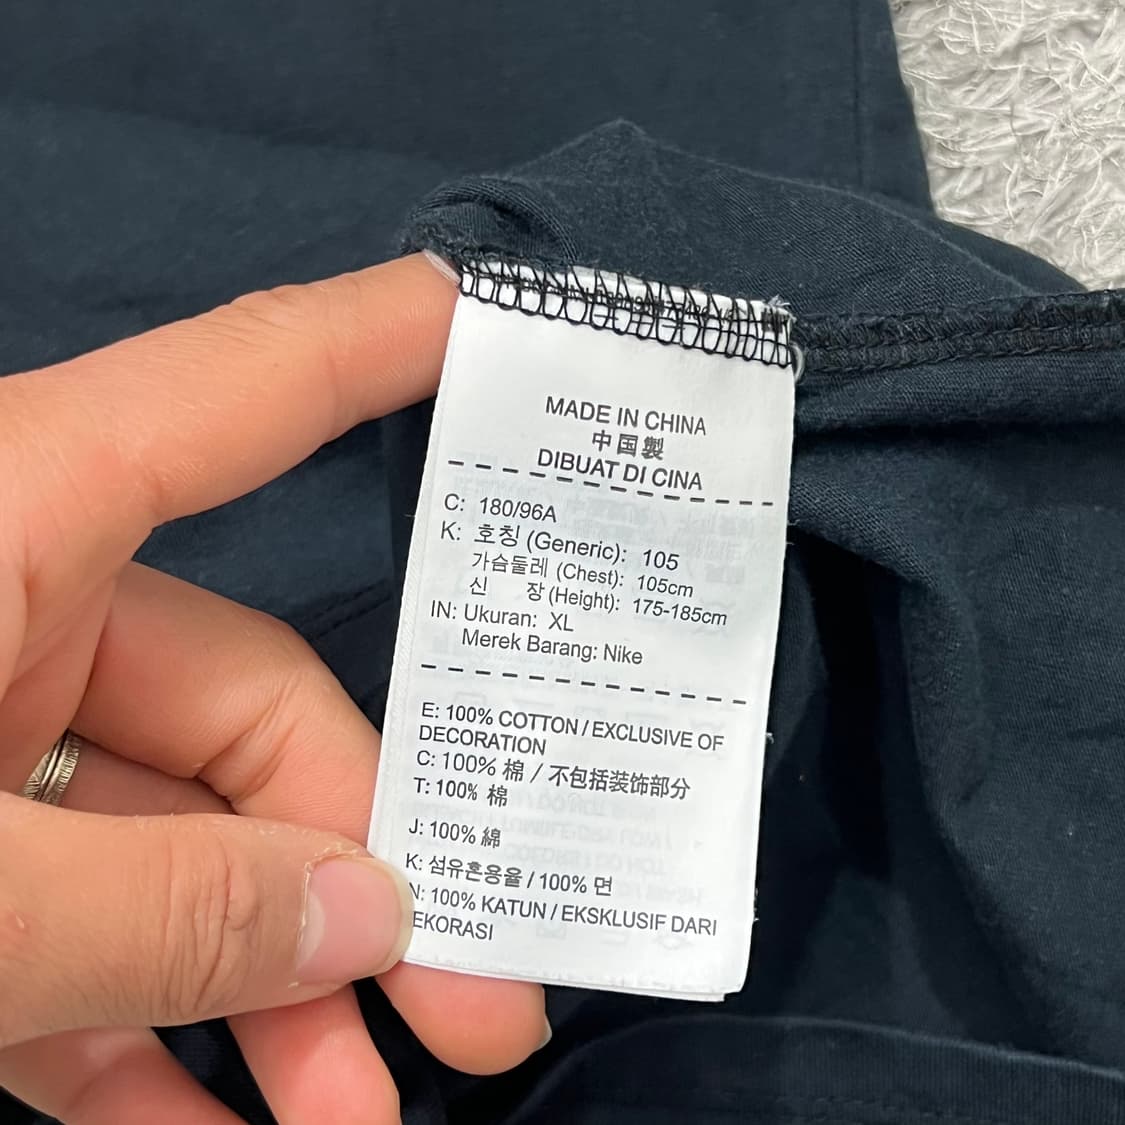 MADE IN CHINA
中国製
DIBUAT DI CINA
C: 180/96A
K: 호칭 (Generic): 105
가슴둘레 (Chest): 105cm
신 장 (Height): 175-185cm
IN: Ukuran: XL
Merek Barang: Nike
E: 100% COTTON / EXCLUSIVE OF
DECORATION
C: 100% 棉 / 不包括装饰部分
T: 100% 棉
J: 100% 綿
K: 섬유혼용율 / 100% 면
N: 100% KATUN / EKSKLUSIF DARI
EKORASI